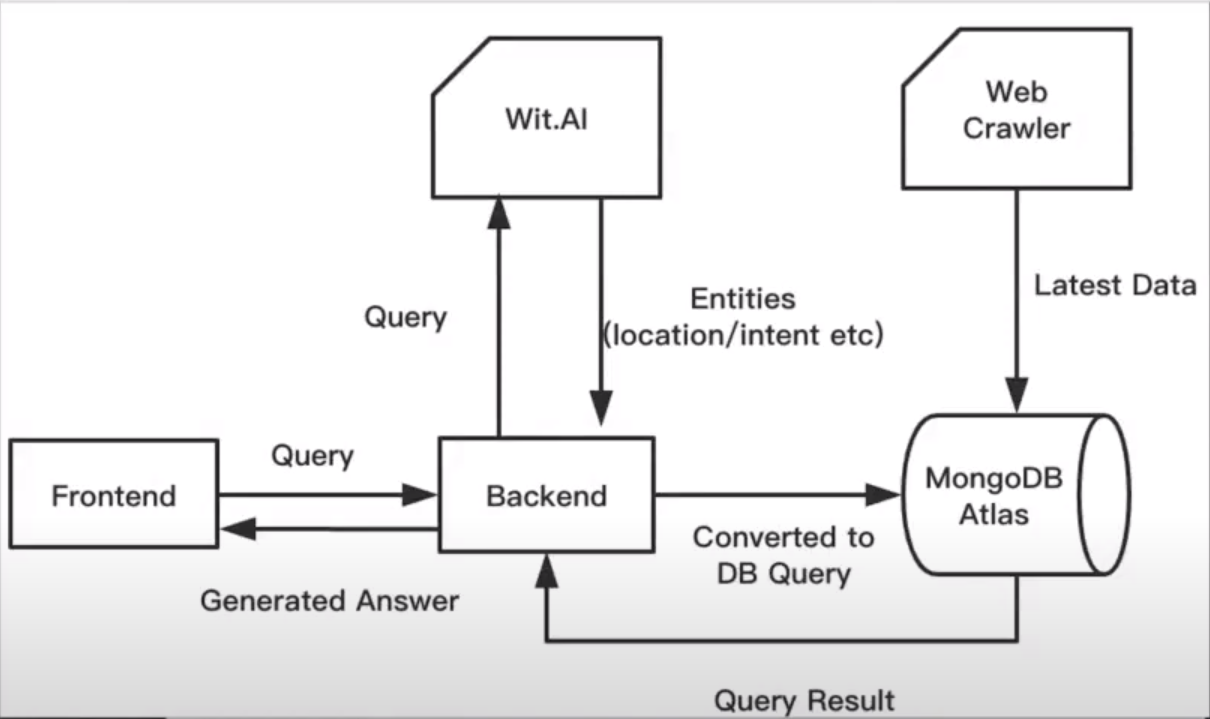 Wit.AI
Web
Crawler
Query
Entities
(location/intent etc)
Latest Data
Frontend
Query
Backend
MongoDB
Atlas
Converted to
DB Query
Generated Answer
Query Result